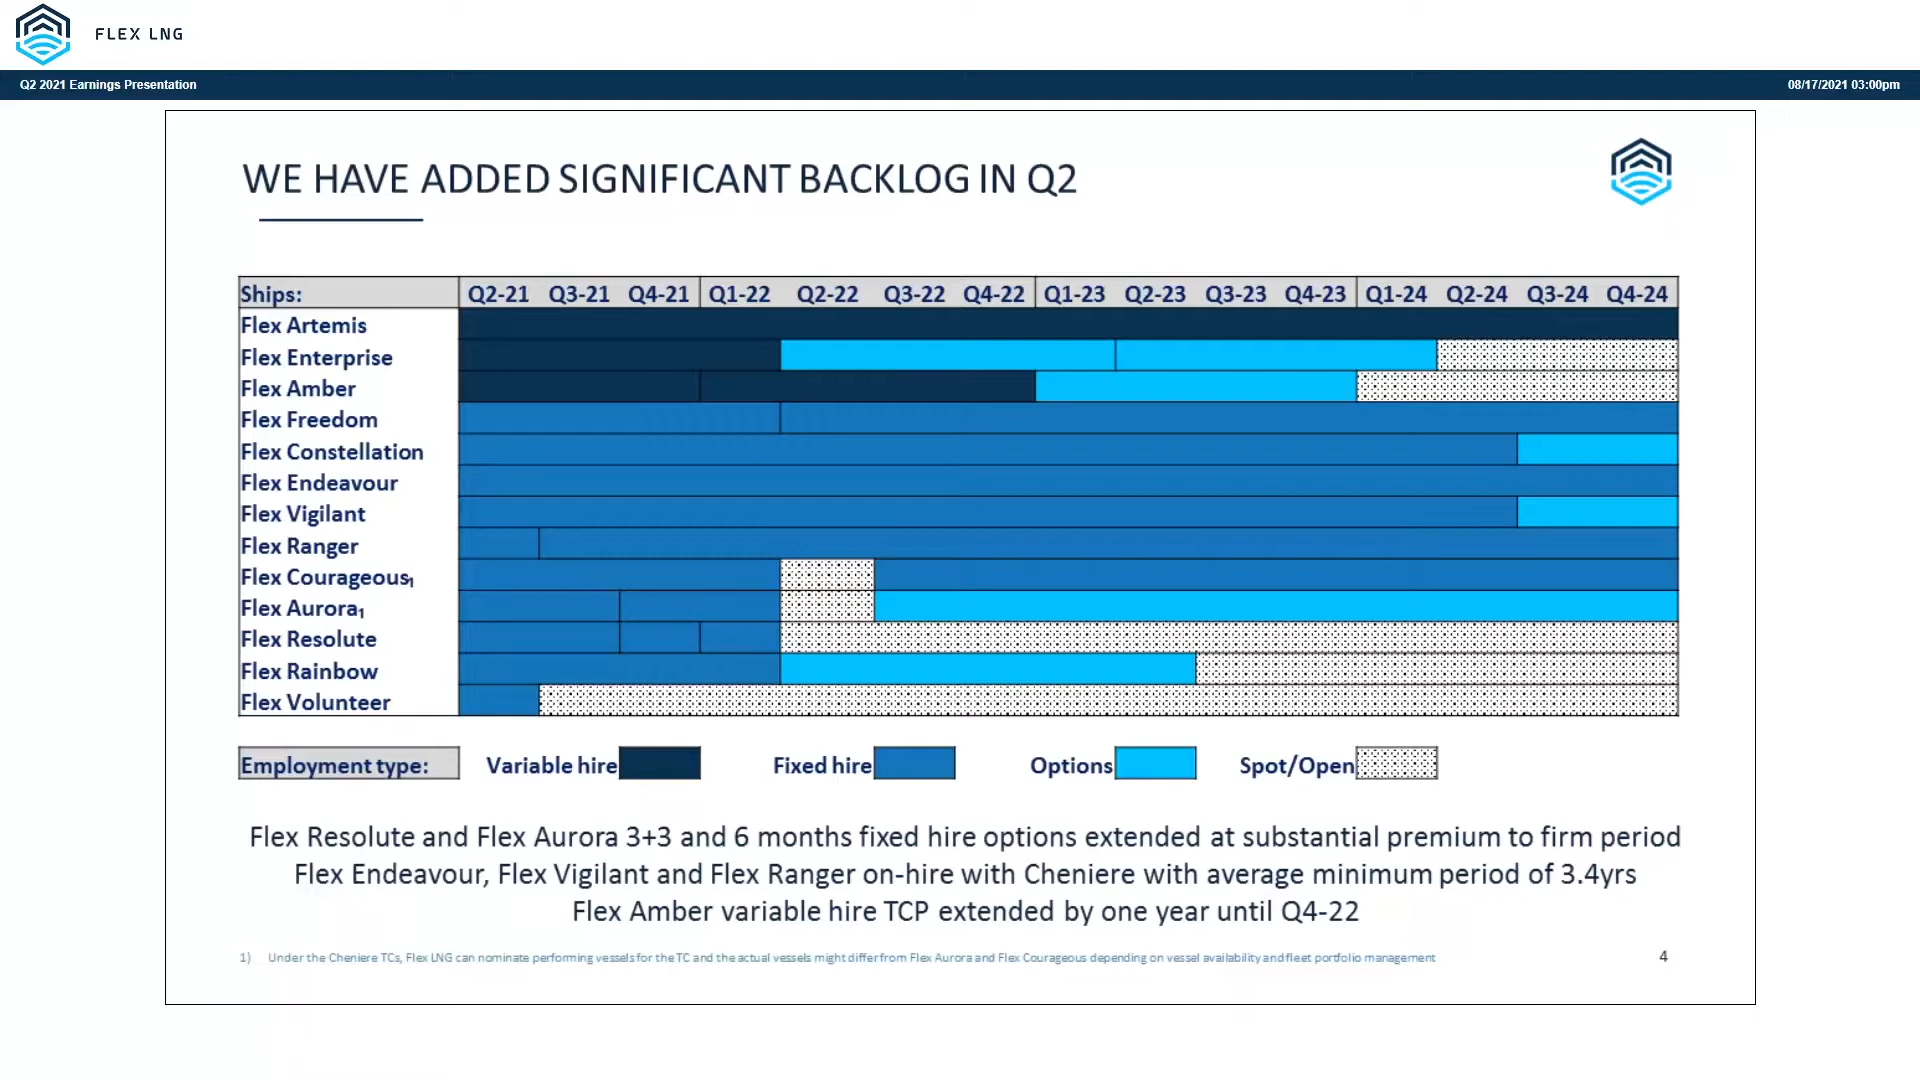 FLEX LNG
Q2 2021 Earnings Presentation 08/17/2021 03:00pm
WE HAVE ADDED SIGNIFICANT BACKLOG IN Q2
Ships: Q2-21 Q3-21 Q4-21 Q1-22 Q2-22 Q3-22 Q4-22 Q1-23 Q2-23 Q3-23 Q4-23 Q1-24 Q2-24 Q3-24 Q4-24
Flex Artemis
Flex Enterprise
Flex Amber
Flex Freedom
Flex Constellation
Flex Endeavour
Flex Vigilant
Flex Ranger
Flex Courageous₁
Flex Aurora₁
Flex Resolute
Flex Rainbow
Flex Volunteer
Employment type: Variable hire Fixed hire Options Spot/Open
Flex Resolute and Flex Aurora 3+3 and 6 months fixed hire options extended at substantial premium to firm period
Flex Endeavour, Flex Vigilant and Flex Ranger on-hire with Cheniere with average minimum period of 3.4yrs
Flex Amber variable hire TCP extended by one year until Q4-22
1) Under the Cheniere TCs, Flex LNG can nominate performing vessels for the TC and the actual vessels might differ from Flex Aurora and Flex Courageous depending on vessel availability and fleet portfolio management
4